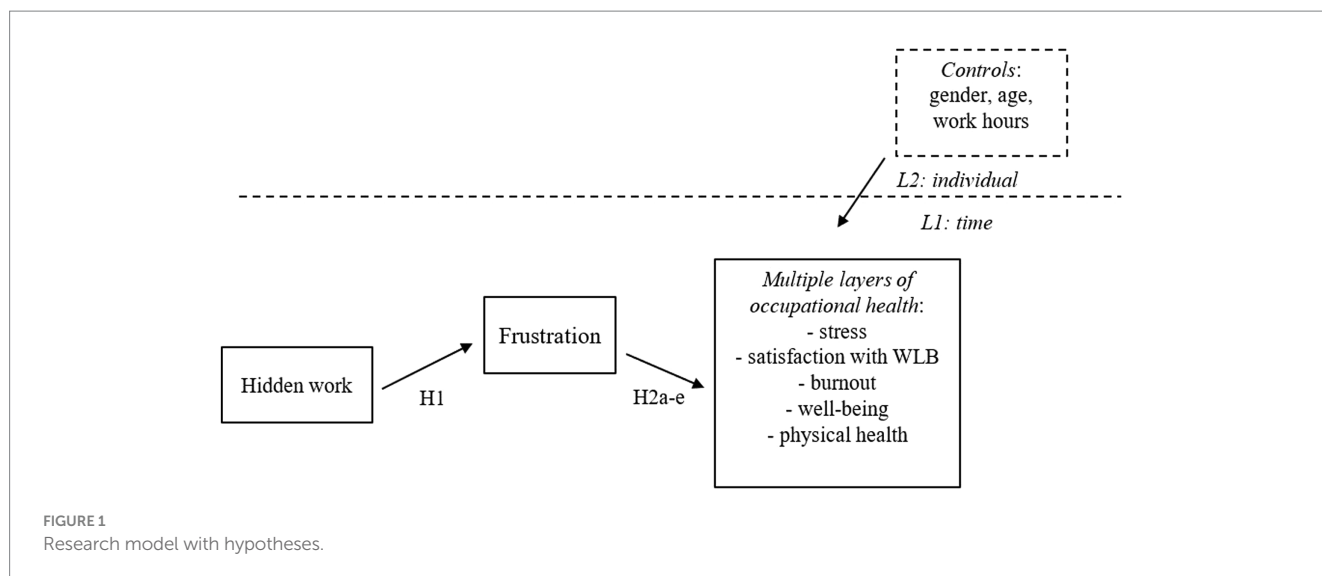 Controls:
gender, age,
work hours
L2: individual
L1: time
Multiple layers of
occupational health:
- stress
- satisfaction with WLB
- burnout
- well-being
- physical health
Frustration
Hidden work
H1
H2a-e
FIGURE 1
Research model with hypotheses.